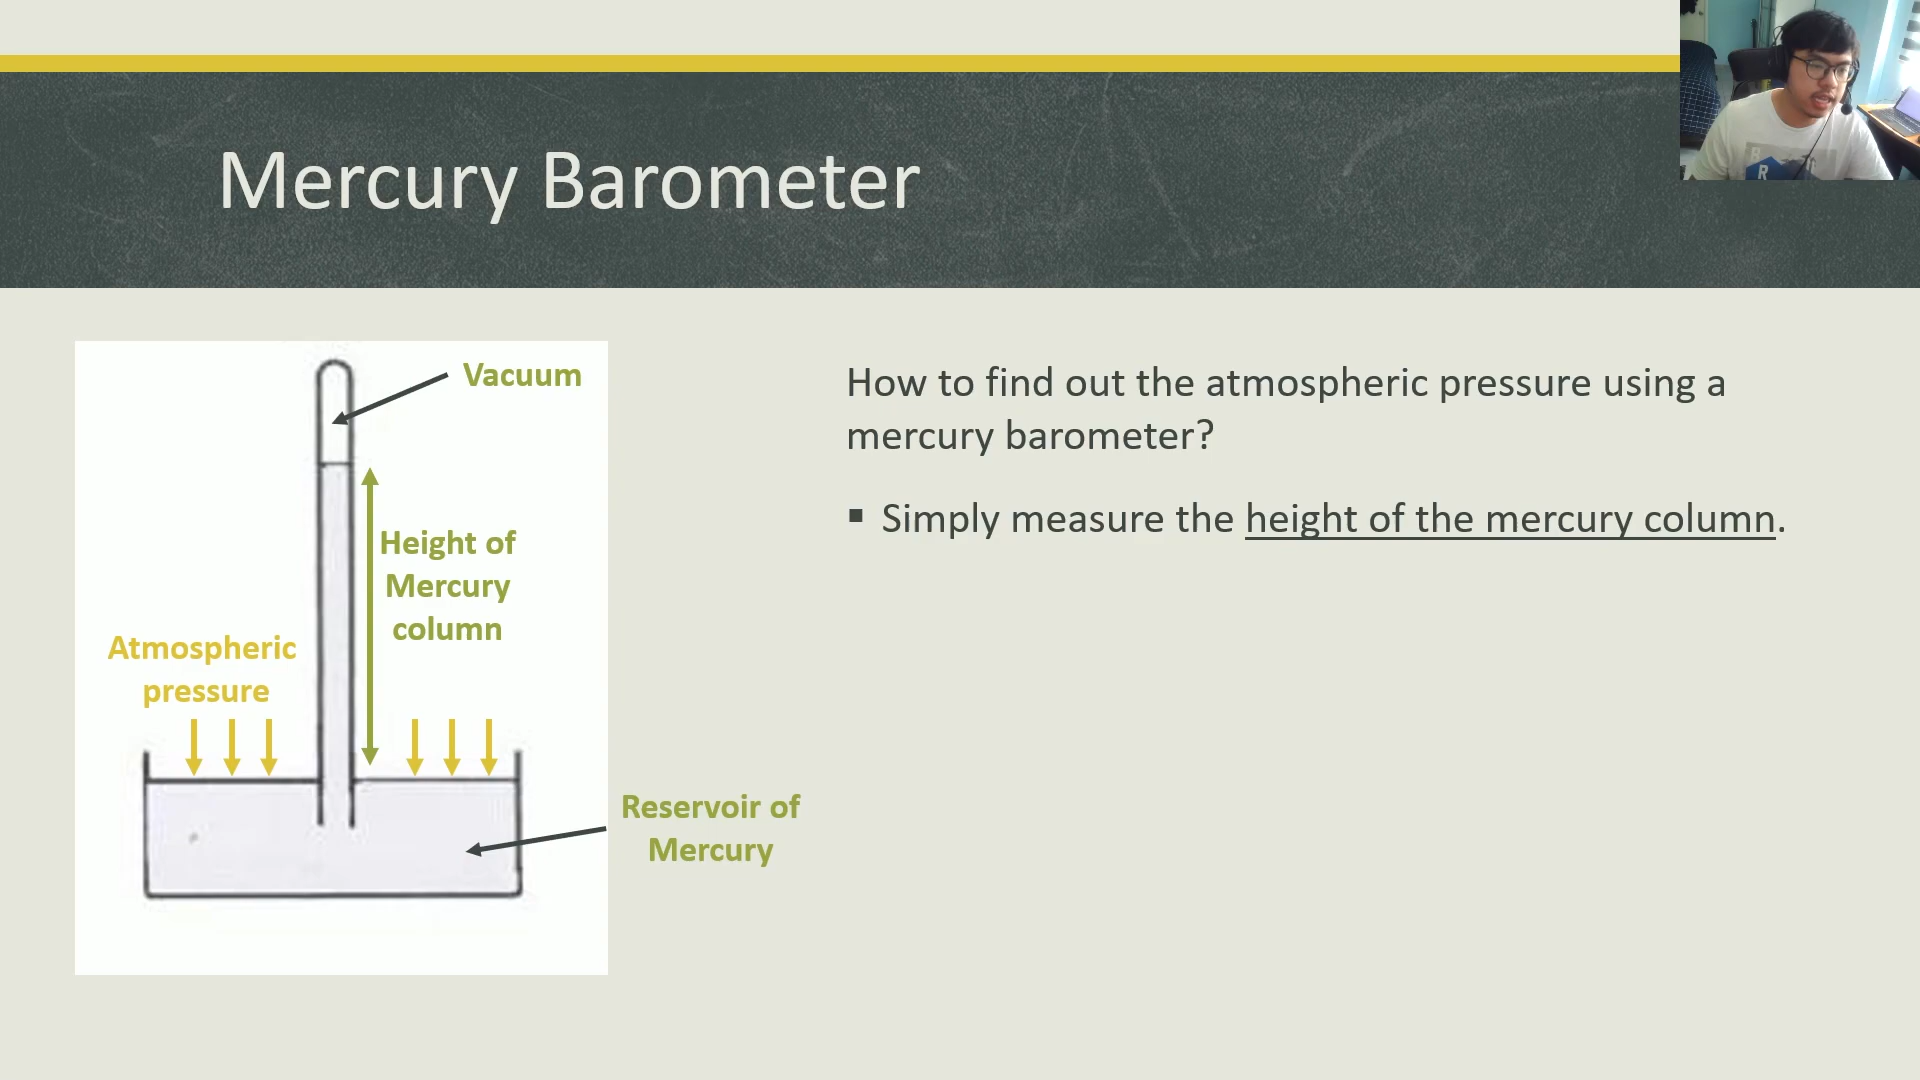 Mercury Barometer
Vacuum
Height of
Mercury
column
Atmospheric
pressure
Reservoir of
Mercury
How to find out the atmospheric pressure using a
mercury barometer?
▪ Simply measure the height of the mercury column.
R